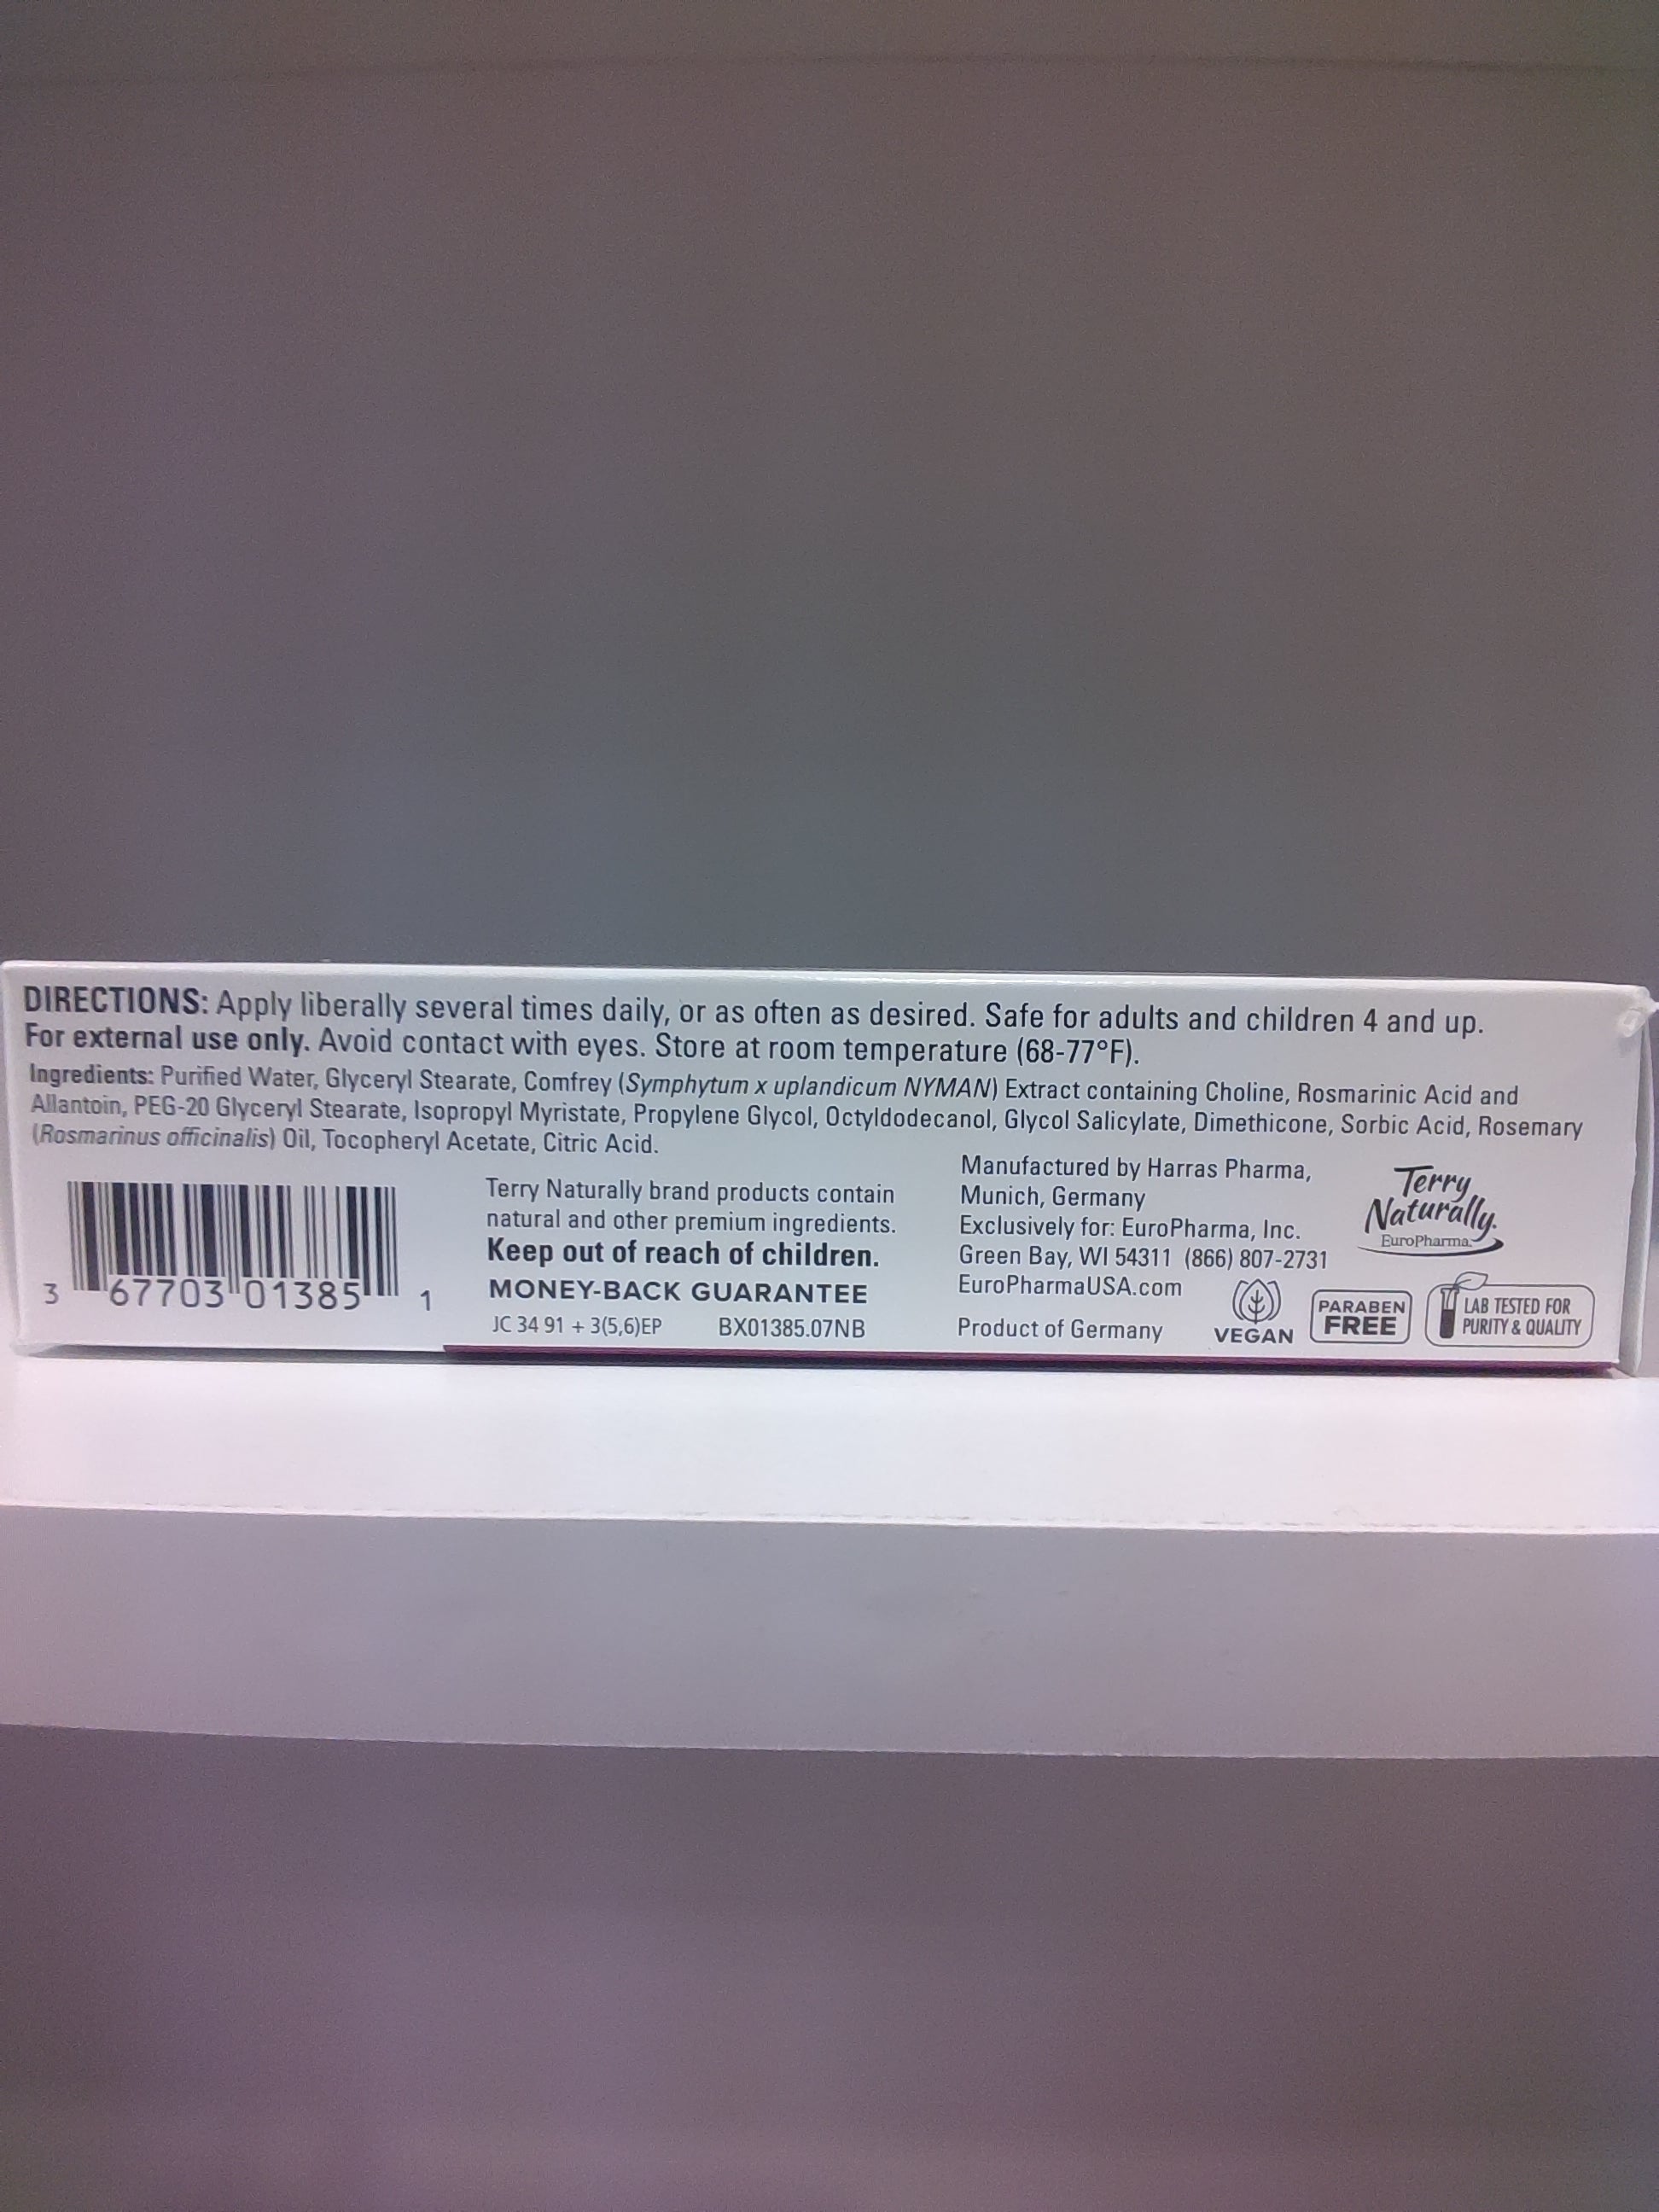 DIRECTIONS: Apply liberally several times daily, or as often as desired. Safe for adults and children 4 and up.
For external use only. Avoid contact with eyes. Store at room temperature (68-77°F).
Ingredients: Purified Water, Glyceryl Stearate, Comfrey (Symphytum x uplandicum NYMAN) Extract containing Choline, Rosmarinic Acid and
Allantoin, PEG-20 Glyceryl Stearate, Isopropyl Myristate, Propylene Glycol, Octyldodecanol, Glycol Salicylate, Dimethicone, Sorbic Acid, Rosemary
(Rosmarinus officinalis) Oil, Tocopheryl Acetate, Citric Acid.
3 67703 01385 1
Terry Naturally brand products contain
natural and other premium ingredients.
Keep out of reach of children.
MONEY-BACK GUARANTEE
JC 34 91 + 3(5,6)EP BX01385.07NB
Manufactured by Harras Pharma,
Munich, Germany
Exclusively for: EuroPharma, Inc.
Green Bay, WI 54311 (866) 807-2731
EuroPharmaUSA.com
Product of Germany
Terry
Naturally.
EuroPharma
VEGAN
PARABEN
FREE
LAB TESTED FOR
PURITY & QUALITY